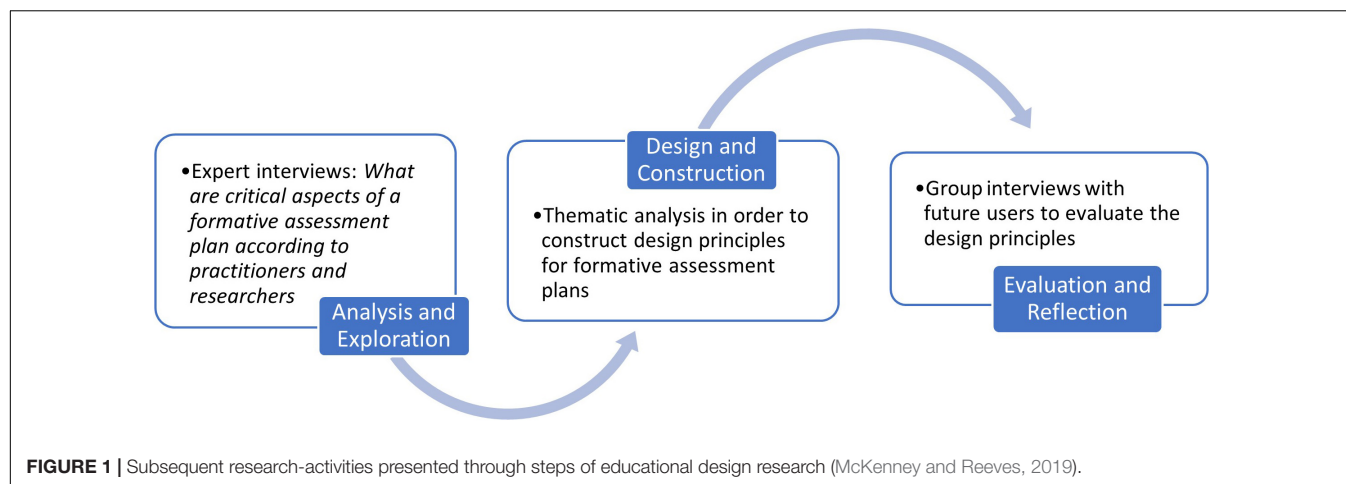 •Expert interviews: What
are critical aspects of a
formative assessment
plan according to
practitioners and
researchers
Analysis and
Exploration
Design and
Construction
•Thematic analysis in order to
construct design principles
for formative assessment
plans
•Group interviews with
future users to evaluate the
design principles
Evaluation and
Reflection
FIGURE 1 | Subsequent research-activities presented through steps of educational design research (McKenney and Reeves, 2019).